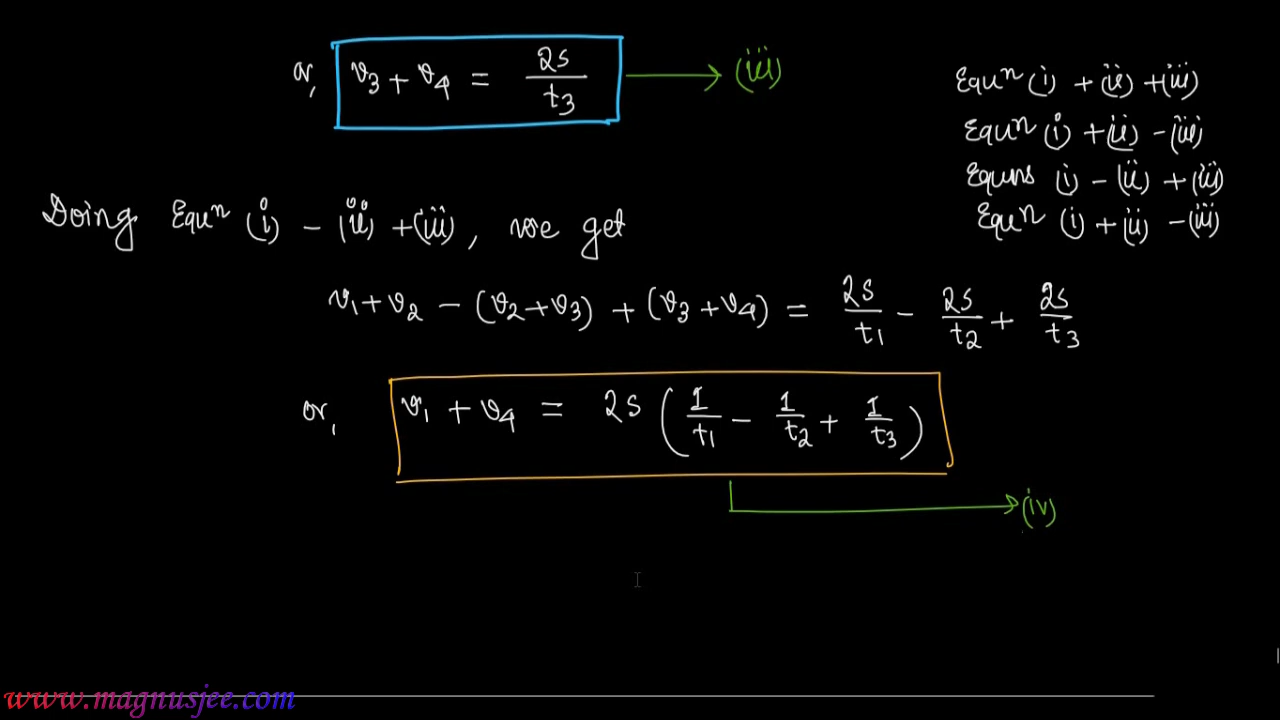 or, v₃ + v₄ = 2s/t₃ → (iii)
Equⁿ (i) + (ii) + (iii)
Equⁿ (i) + (ii) - (iii)
Equns (i) - (ii) + (iii)
Equⁿ (i) + (ii) - (iii)
Doing Equⁿ (i) - (ii) + (iii), we get
v₁ + v₂ - (v₂ + v₃) + (v₃ + v₄) = 2s/t₁ - 2s/t₂ + 2s/t₃
or, v₁ + v₄ = 2s (1/t₁ - 1/t₂ + 1/t₃)
→ (iv)
www.magnusjee.com